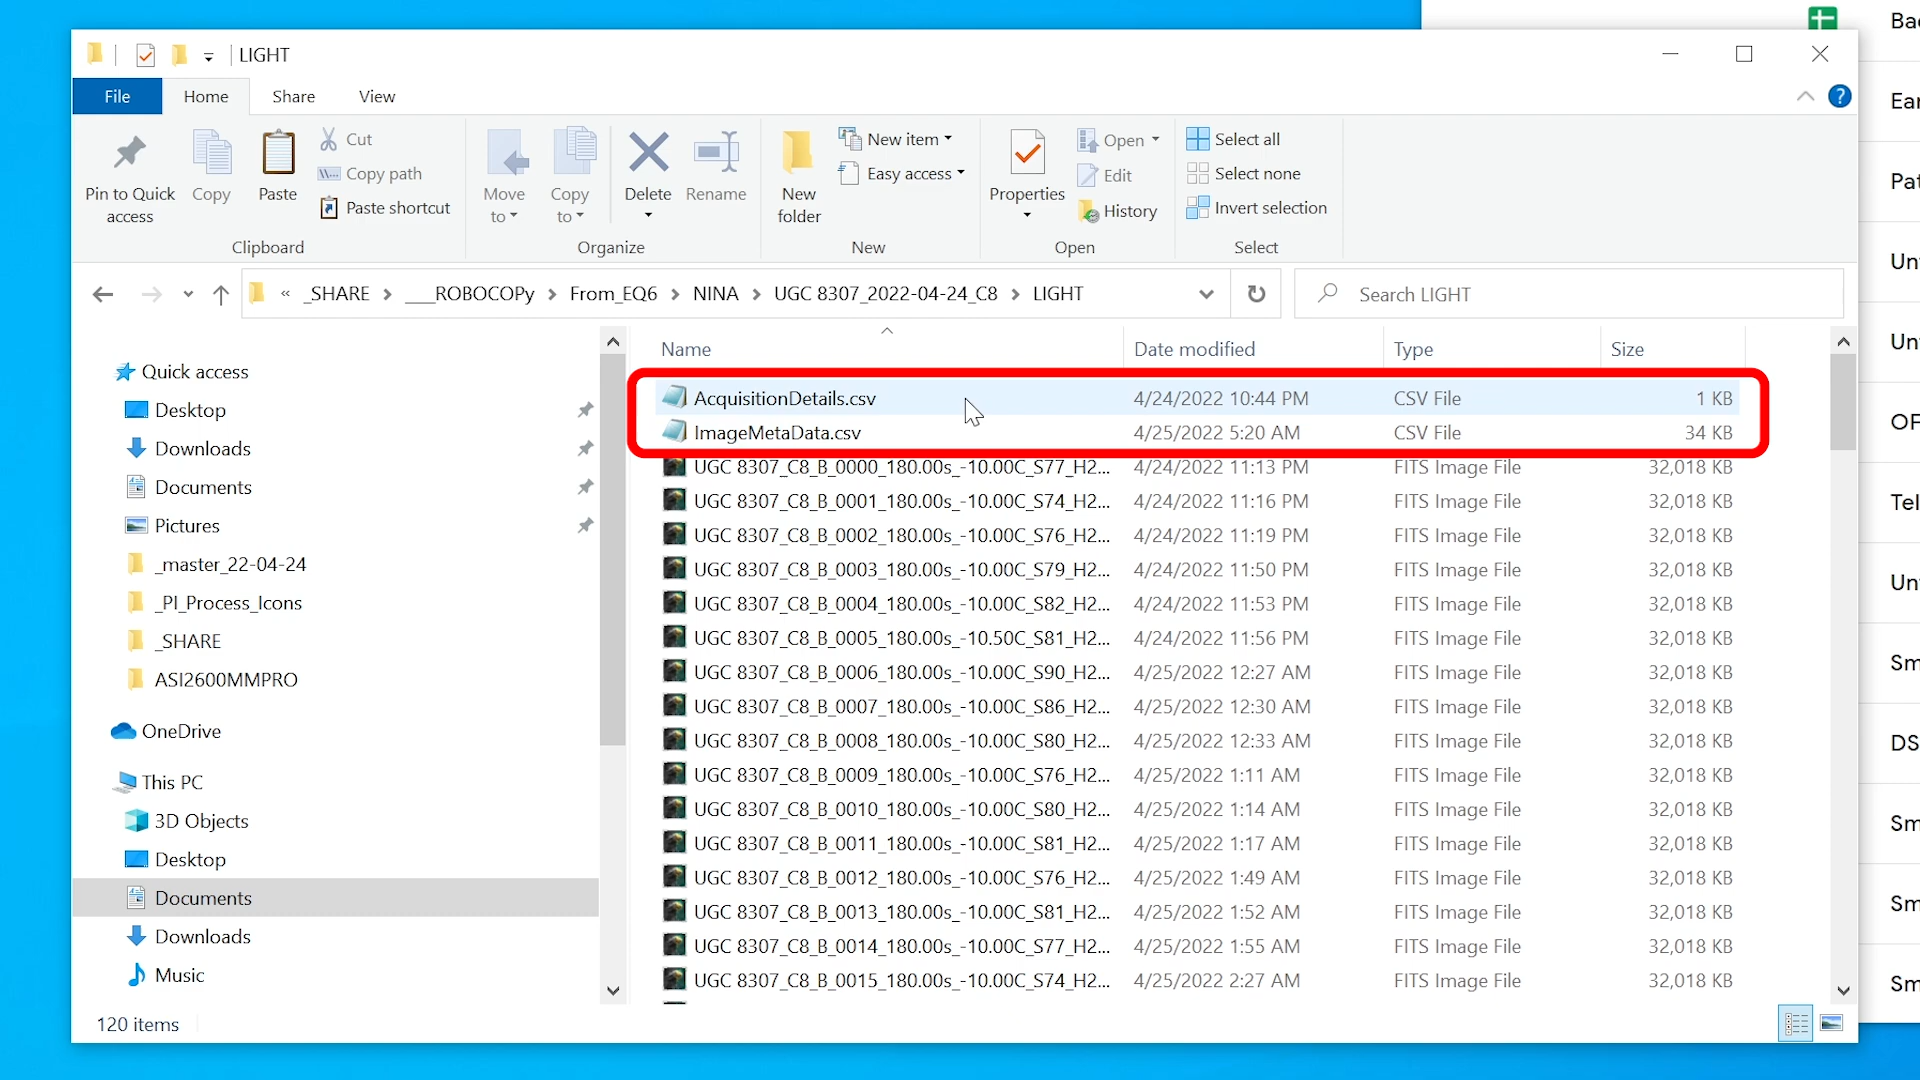 LIGHT
File Home Share View
Pin to Quick access
Copy
Paste
Cut
Copy path
Paste shortcut
Clipboard
Move to
Copy to
Delete
Rename
Organize
New folder
New item
Easy access
New
Properties
Open
Edit
History
Open
Select all
Select none
Invert selection
Select
« _SHARE > ___ROBOCOPy > From_EQ6 > NINA > UGC 8307_2022-04-24_C8 > LIGHT
Search LIGHT
Quick access
Desktop
Downloads
Documents
Pictures
_master_22-04-24
_PI_Process_Icons
_SHARE
ASI2600MMPRO
OneDrive
This PC
3D Objects
Desktop
Documents
Downloads
Music
Name Date modified Type Size
AcquisitionDetails.csv 4/24/2022 10:44 PM CSV File 1 KB
ImageMetaData.csv 4/25/2022 5:20 AM CSV File 34 KB
UGC 8307_C8_B_0000_180.00s_-10.00C_S77_H2... 4/24/2022 11:13 PM FITS Image File 32,018 KB
UGC 8307_C8_B_0001_180.00s_-10.00C_S74_H2... 4/24/2022 11:16 PM FITS Image File 32,018 KB
UGC 8307_C8_B_0002_180.00s_-10.00C_S76_H2... 4/24/2022 11:19 PM FITS Image File 32,018 KB
UGC 8307_C8_B_0003_180.00s_-10.00C_S79_H2... 4/24/2022 11:50 PM FITS Image File 32,018 KB
UGC 8307_C8_B_0004_180.00s_-10.00C_S82_H2... 4/24/2022 11:53 PM FITS Image File 32,018 KB
UGC 8307_C8_B_0005_180.00s_-10.50C_S81_H2... 4/24/2022 11:56 PM FITS Image File 32,018 KB
UGC 8307_C8_B_0006_180.00s_-10.00C_S90_H2... 4/25/2022 12:27 AM FITS Image File 32,018 KB
UGC 8307_C8_B_0007_180.00s_-10.00C_S86_H2... 4/25/2022 12:30 AM FITS Image File 32,018 KB
UGC 8307_C8_B_0008_180.00s_-10.00C_S80_H2... 4/25/2022 12:33 AM FITS Image File 32,018 KB
UGC 8307_C8_B_0009_180.00s_-10.00C_S76_H2... 4/25/2022 1:11 AM FITS Image File 32,018 KB
UGC 8307_C8_B_0010_180.00s_-10.00C_S80_H2... 4/25/2022 1:14 AM FITS Image File 32,018 KB
UGC 8307_C8_B_0011_180.00s_-10.00C_S81_H2... 4/25/2022 1:17 AM FITS Image File 32,018 KB
UGC 8307_C8_B_0012_180.00s_-10.00C_S76_H2... 4/25/2022 1:49 AM FITS Image File 32,018 KB
UGC 8307_C8_B_0013_180.00s_-10.00C_S81_H2... 4/25/2022 1:52 AM FITS Image File 32,018 KB
UGC 8307_C8_B_0014_180.00s_-10.00C_S77_H2... 4/25/2022 1:55 AM FITS Image File 32,018 KB
UGC 8307_C8_B_0015_180.00s_-10.00C_S74_H2... 4/25/2022 2:27 AM FITS Image File 32,018 KB
120 items